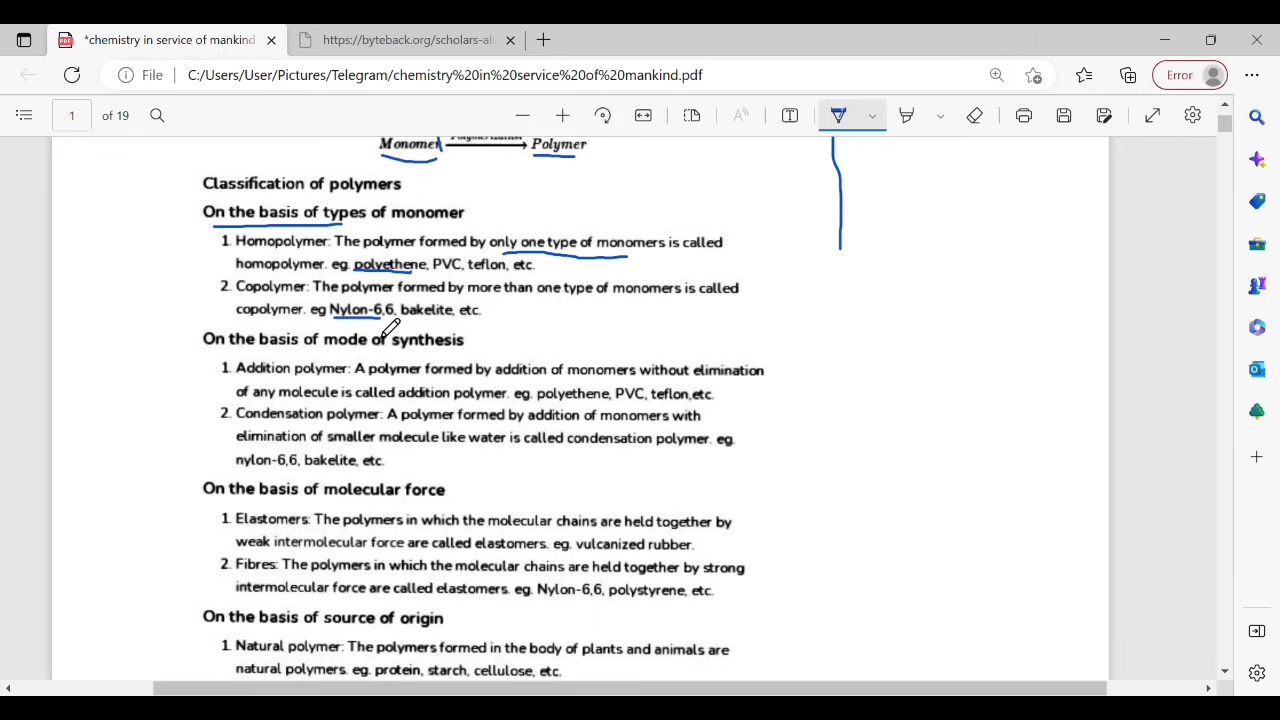 *chemistry in service of mankind
https://byteback.org/scholars-al
File
C:/Users/User/Pictures/Telegram/chemistry%20in%20service%20of%20mankind.pdf
Error
1 of 19
Polymerization
Monomer Polymer
Classification of polymers
On the basis of types of monomer
1. Homopolymer: The polymer formed by only one type of monomers is called
homopolymer. eg. polyethene, PVC, teflon, etc.
2. Copolymer: The polymer formed by more than one type of monomers is called
copolymer. eg Nylon-6,6, bakelite, etc.
On the basis of mode of synthesis
1. Addition polymer: A polymer formed by addition of monomers without elimination
of any molecule is called addition polymer. eg. polyethene, PVC, teflon,etc.
2. Condensation polymer: A polymer formed by addition of monomers with
elimination of smaller molecule like water is called condensation polymer. eg.
nylon-6,6, bakelite, etc.
On the basis of molecular force
1. Elastomers: The polymers in which the molecular chains are held together by
weak intermolecular force are called elastomers. eg. vulcanized rubber.
2. Fibres: The polymers in which the molecular chains are held together by strong
intermolecular force are called elastomers. eg. Nylon-6,6, polystyrene, etc.
On the basis of source of origin
1. Natural polymer: The polymers formed in the body of plants and animals are
natural polymers. eg. protein, starch, cellulose, etc.